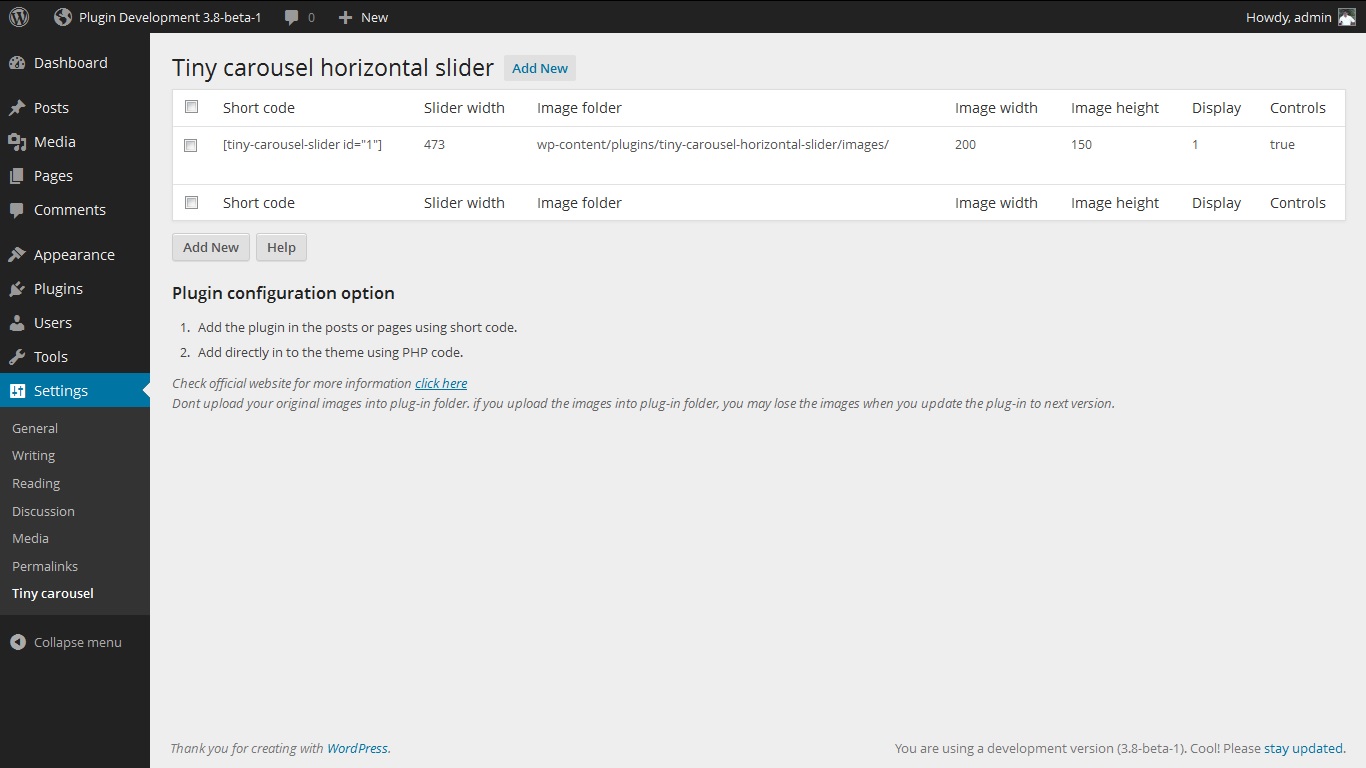 Plugin Development 3.8-beta-1 0 New Howdy, admin
Dashboard
Posts
Media
Pages
Comments
Appearance
Plugins
Users
Tools
Settings
General
Writing
Reading
Discussion
Media
Permalinks
Tiny carousel
Collapse menu
Tiny carousel horizontal slider Add New
Short code Slider width Image folder Image width Image height Display Controls
[tiny-carousel-slider id="1"] 473 wp-content/plugins/tiny-carousel-horizontal-slider/images/ 200 150 1 true
Short code Slider width Image folder Image width Image height Display Controls
Add New Help
Plugin configuration option
1. Add the plugin in the posts or pages using short code.
2. Add directly in to the theme using PHP code.
Check official website for more information click here
Dont upload your original images into plug-in folder. if you upload the images into plug-in folder, you may lose the images when you update the plug-in to next version.
Thank you for creating with WordPress. You are using a development version (3.8-beta-1). Cool! Please stay updated.